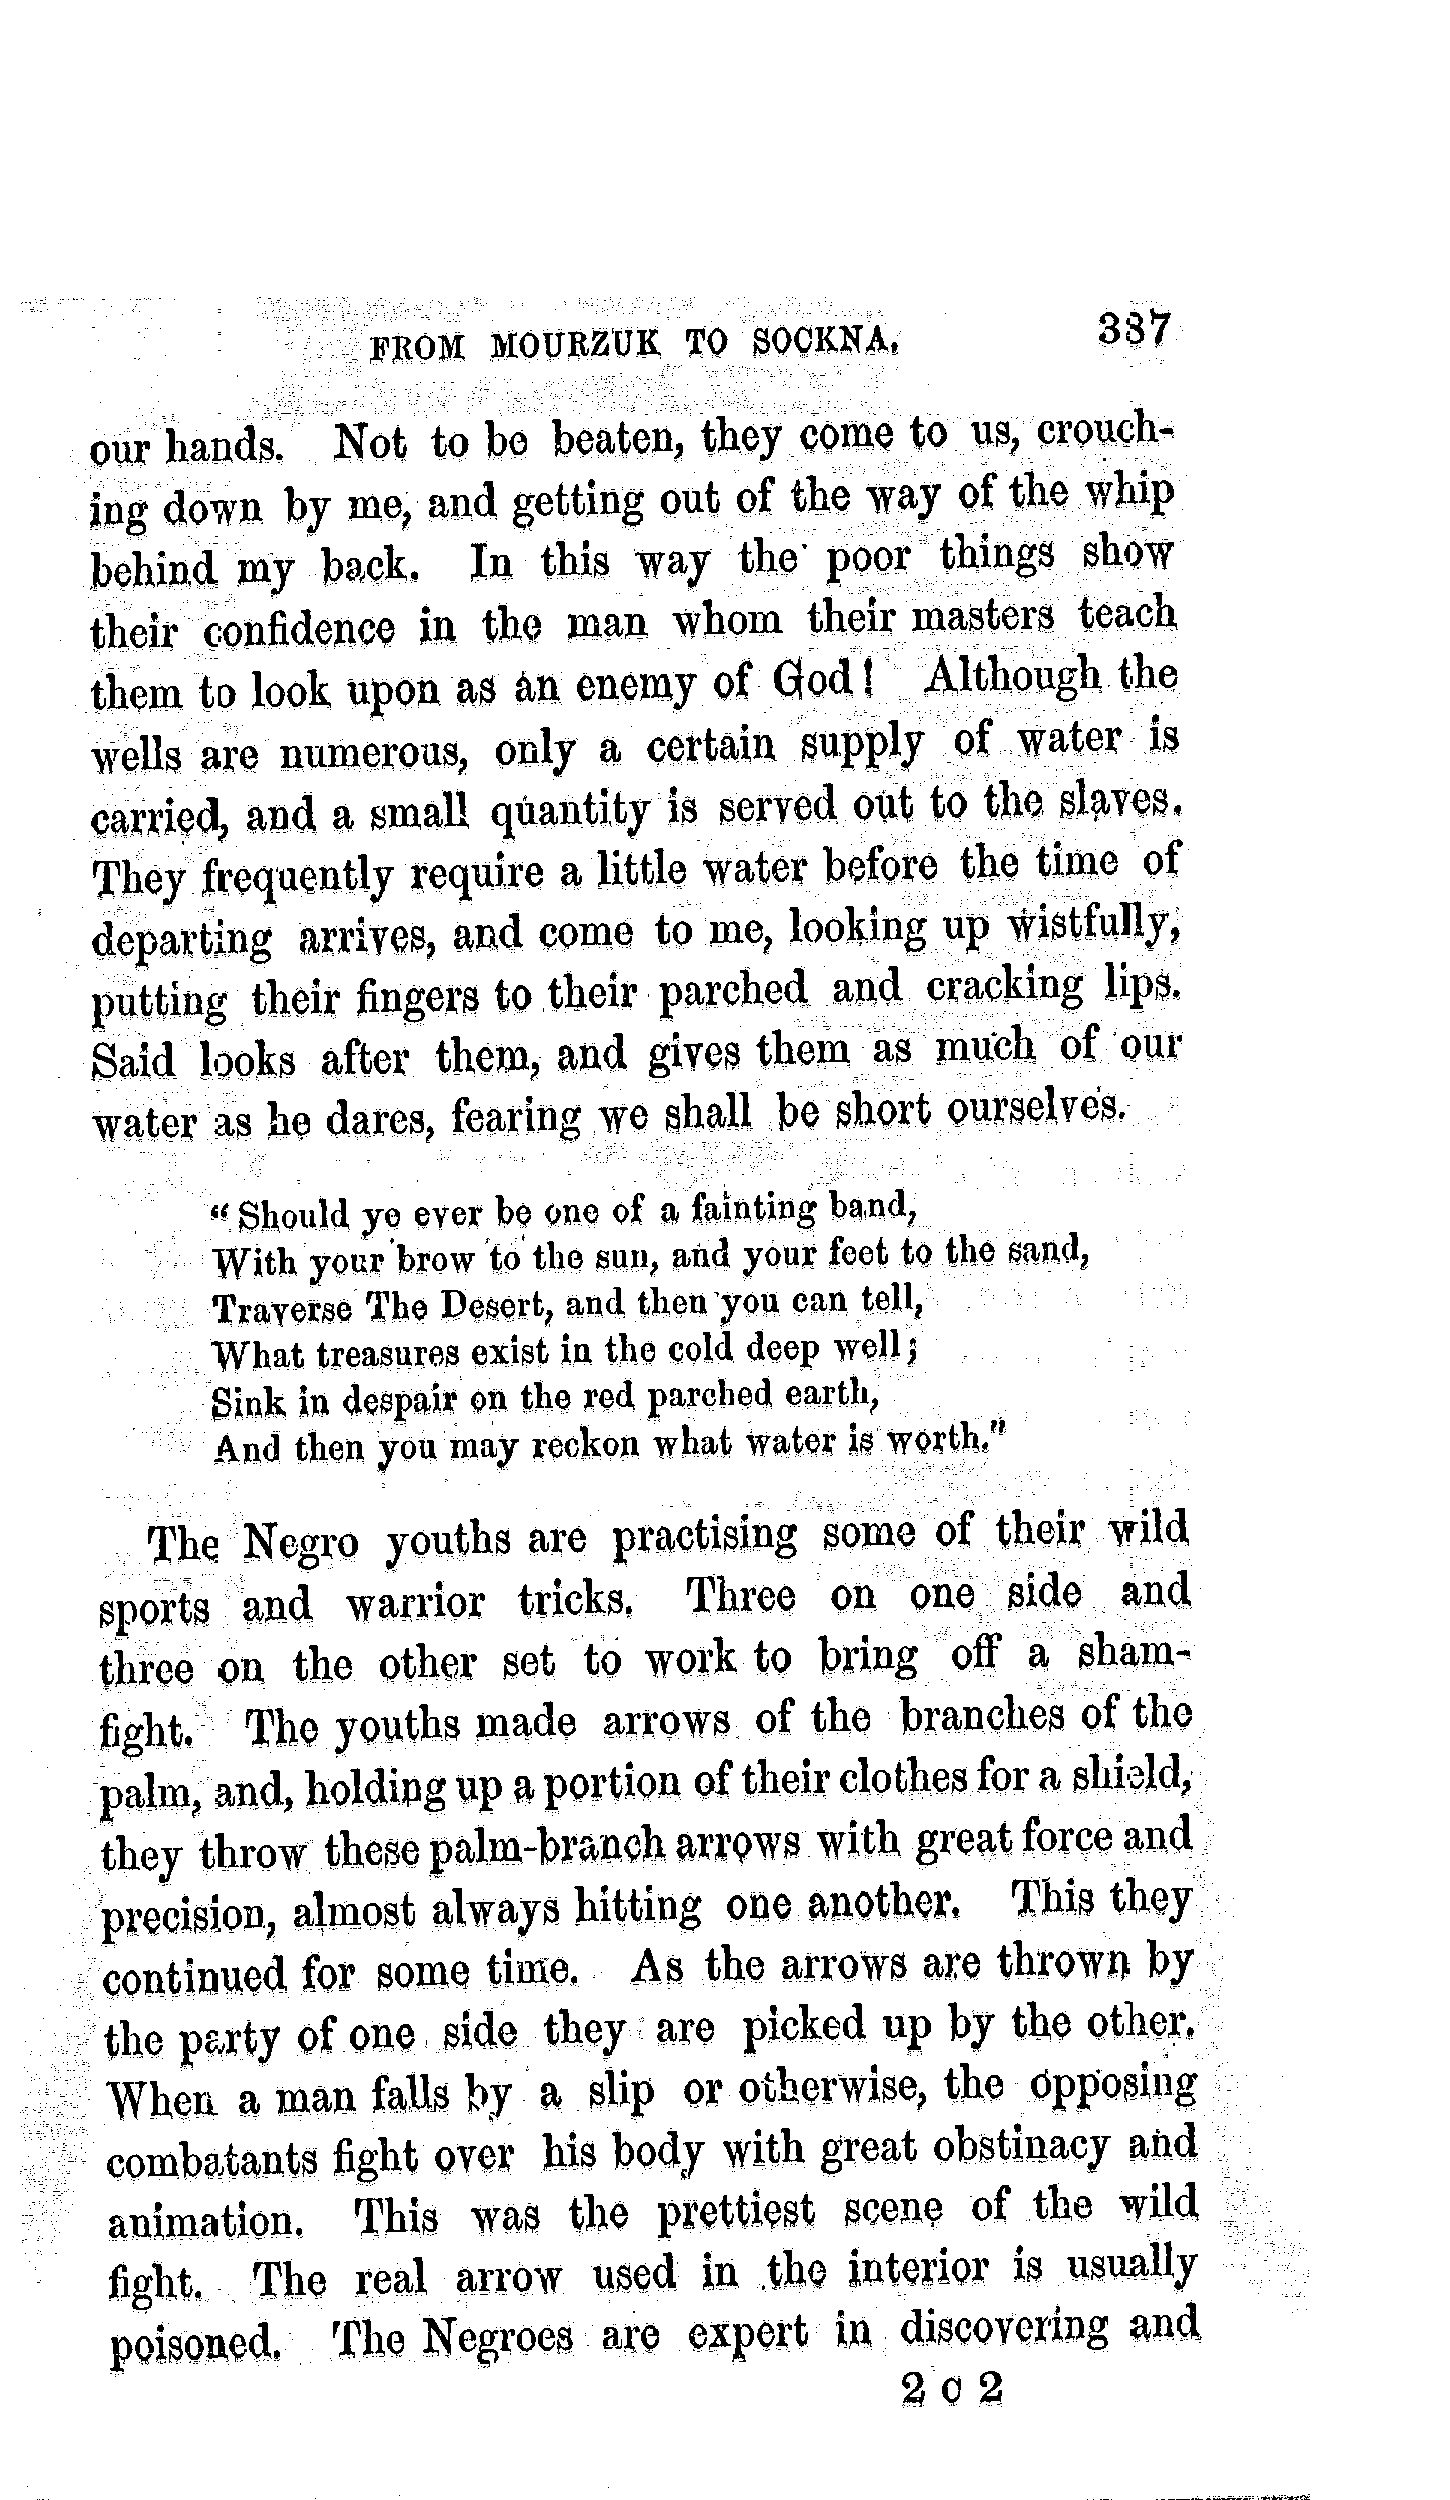 FROM MOURZUK TO SOCKNA. 387
our hands. Not to be beaten, they come to us, crouch-
ing down by me, and getting out of the way of the whip
behind my back. In this way the poor things show
their confidence in the man whom their masters teach
them to look upon as an enemy of God! Although the
wells are numerous, only a certain supply of water is
carried, and a small quantity is served out to the slaves.
They frequently require a little water before the time of
departing arrives, and come to me, looking up wistfully,
putting their fingers to their parched and cracking lips.
Said looks after them, and gives them as much of our
water as he dares, fearing we shall be short ourselves.
"Should ye ever be one of a fainting band,
With your brow to the sun, and your feet to the sand,
Traverse The Desert, and then you can tell,
What treasures exist in the cold deep well;
Sink in despair on the red parched earth,
And then you may reckon what water is worth."
The Negro youths are practising some of their wild
sports and warrior tricks. Three on one side and
three on the other set to work to bring off a sham-
fight. The youths made arrows of the branches of the
palm, and, holding up a portion of their clothes for a shield,
they throw these palm-branch arrows with great force and
precision, almost always hitting one another. This they
continued for some time. As the arrows are thrown by
the party of one side they are picked up by the other.
When a man falls by a slip or otherwise, the opposing
combatants fight over his body with great obstinacy and
animation. This was the prettiest scene of the wild
fight. The real arrow used in the interior is usually
poisoned. The Negroes are expert in discovering and
2 C 2